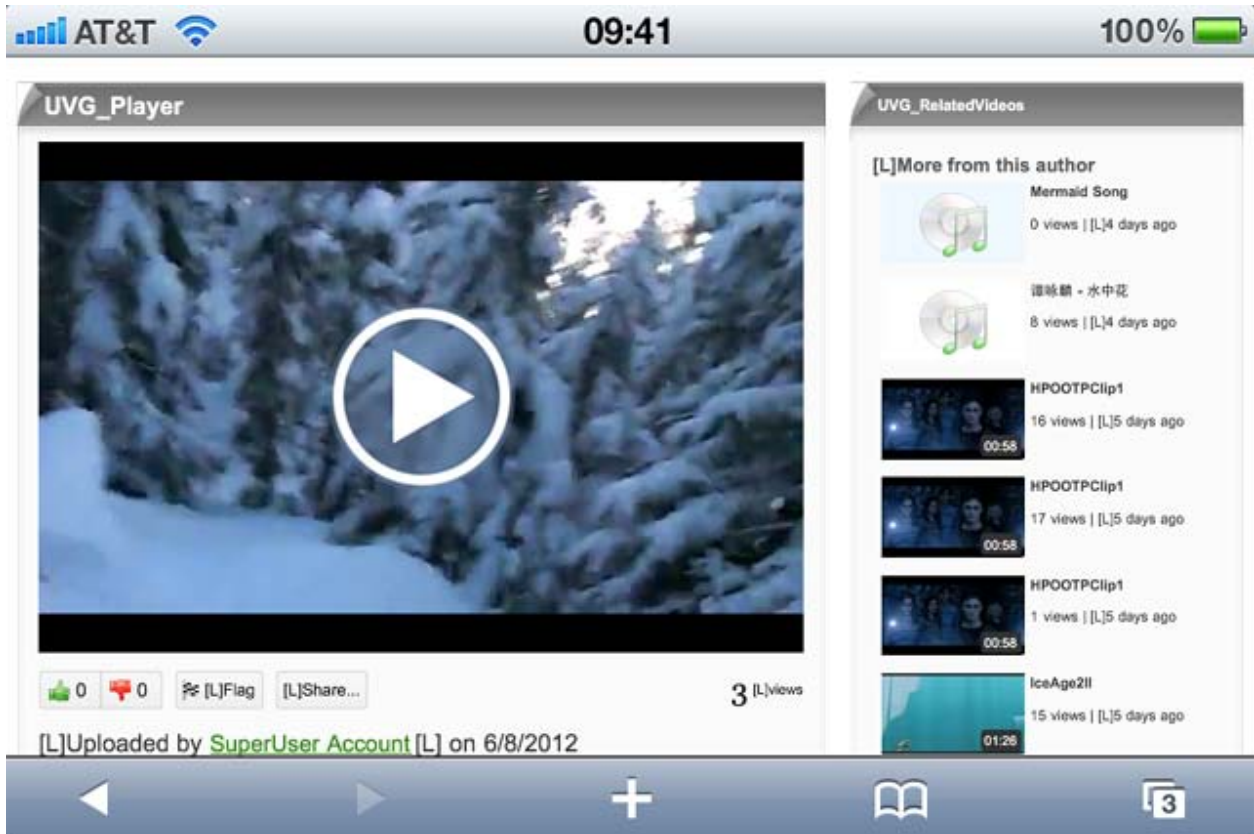 AT&T 09:41 100%
UVG_Player
UVG_RelatedVideos
[L]More from this author
Mermaid Song
0 views | [L]4 days ago
谭咏麟 - 水中花
8 views | [L]4 days ago
HPOOTPClip1
16 views | [L]5 days ago
00:58
HPOOTPClip1
17 views | [L]5 days ago
00:58
HPOOTPClip1
1 views | [L]5 days ago
00:58
IceAge2II
15 views | [L]5 days ago
01:26
0 0 [L]Flag [L]Share... 3 [L]views
[L]Uploaded by SuperUser Account [L] on 6/8/2012
3